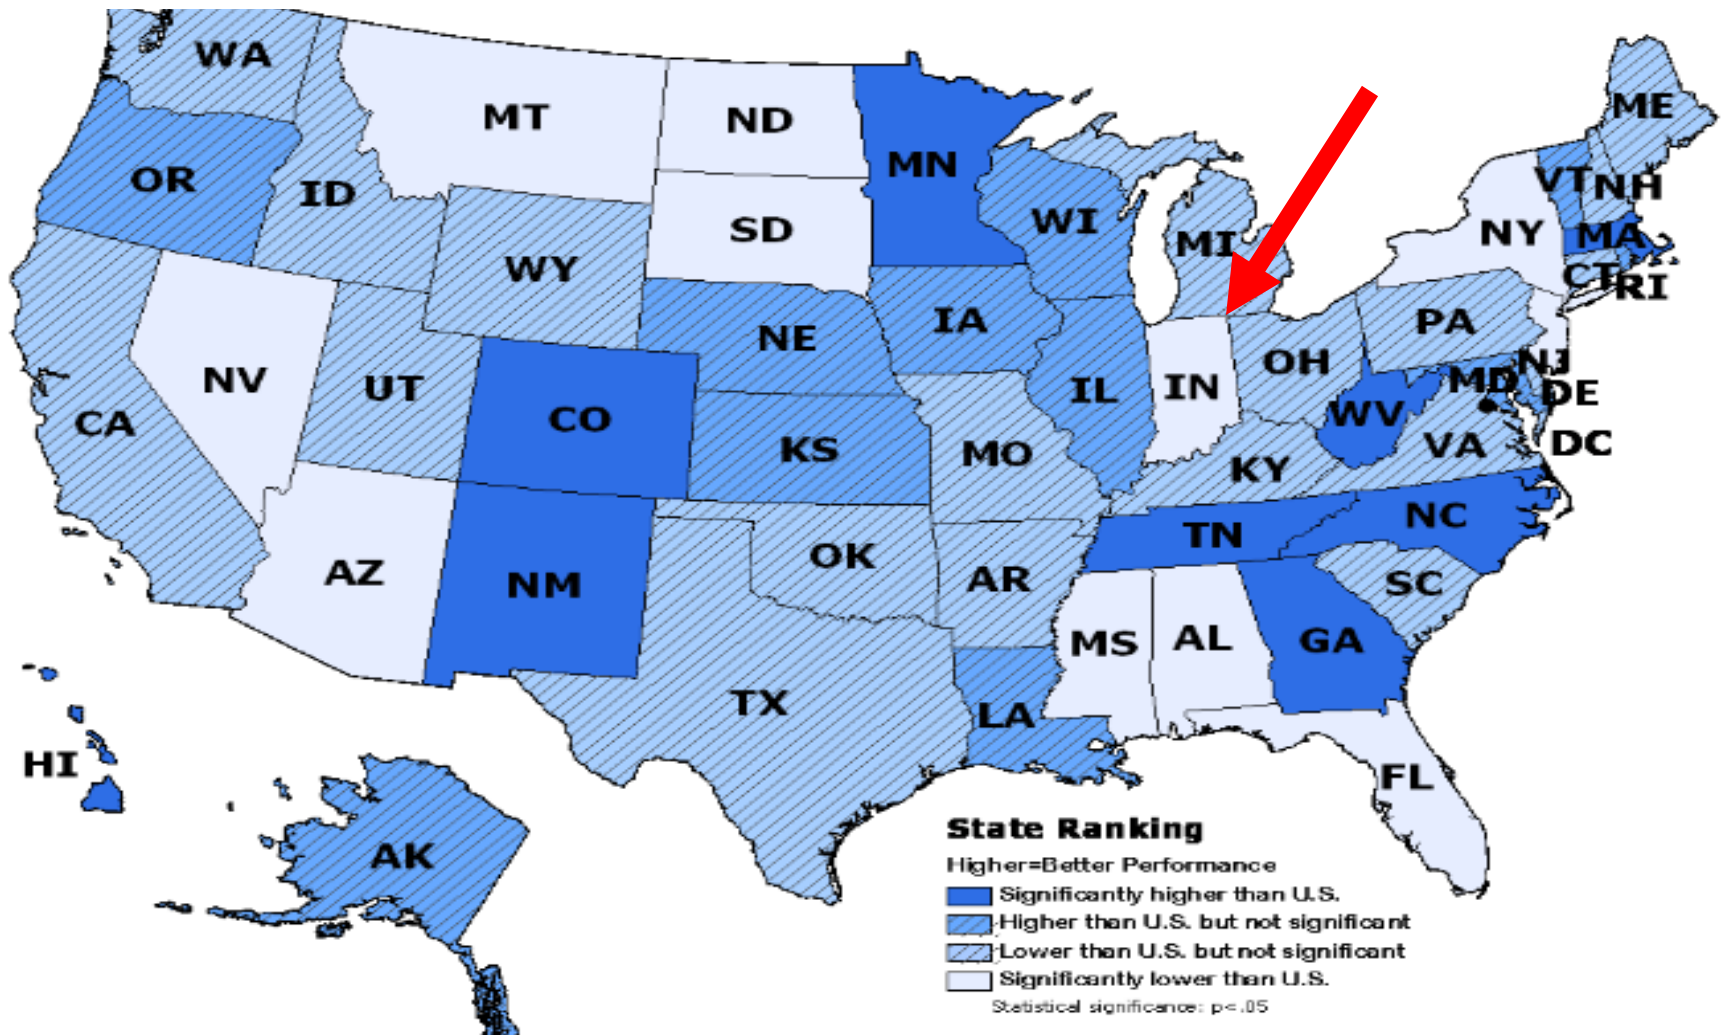 WA
MT
ND
MN
ME
OR
ID
WI
VT
NH
SD
MI
NY
MA
WY
CT
RI
NE
IA
PA
NV
UT
CO
IL
IN
OH
NJ
MD
DE
CA
KS
MO
WV
VA
DC
KY
AZ
NM
OK
AR
TN
NC
SC
MS
AL
GA
TX
LA
HI
FL
AK
State Ranking
Higher=Better Performance
Significantly higher than U.S.
Higher than U.S. but not significant
Lower than U.S. but not significant
Significantly lower than U.S.
Statistical significance: p<.05